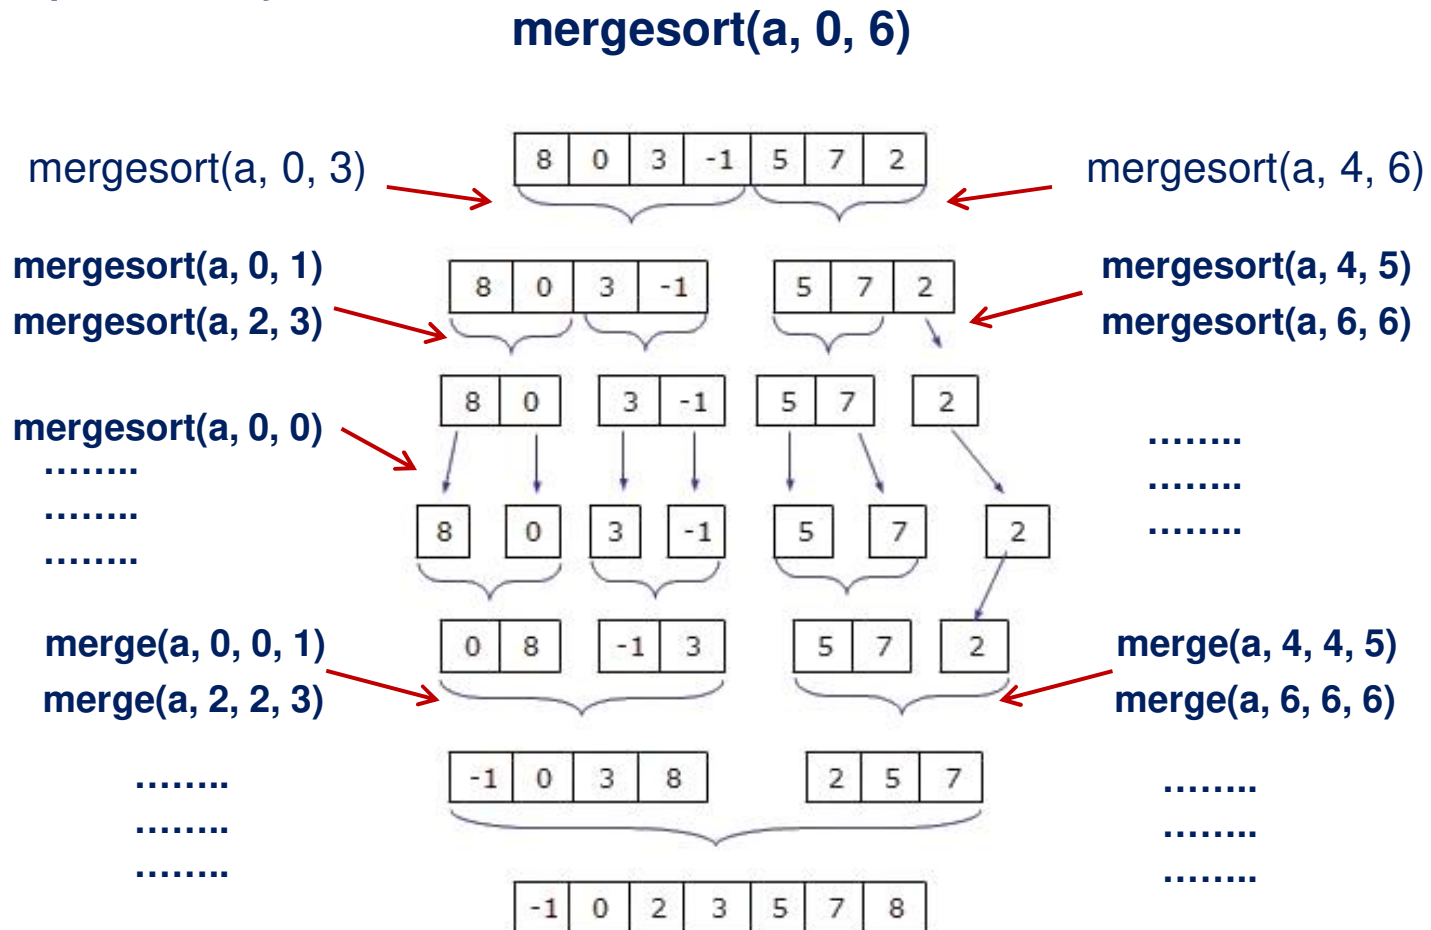 mergesort(a, 0, 6)
mergesort(a, 0, 3)
8 0 3 -1 5 7 2
mergesort(a, 4, 6)
mergesort(a, 0, 1)
mergesort(a, 2, 3)
8 0 3 -1
5 7 2
mergesort(a, 4, 5)
mergesort(a, 6, 6)
8 0
3 -1
5 7
2
mergesort(a, 0, 0)
……..
……..
……..
……..
……..
……..
8
0
3
-1
5
7
2
merge(a, 0, 0, 1)
merge(a, 2, 2, 3)
0 8
-1 3
5 7
2
merge(a, 4, 4, 5)
merge(a, 6, 6, 6)
-1 0 3 8
2 5 7
……..
……..
……..
……..
……..
……..
-1 0 2 3 5 7 8